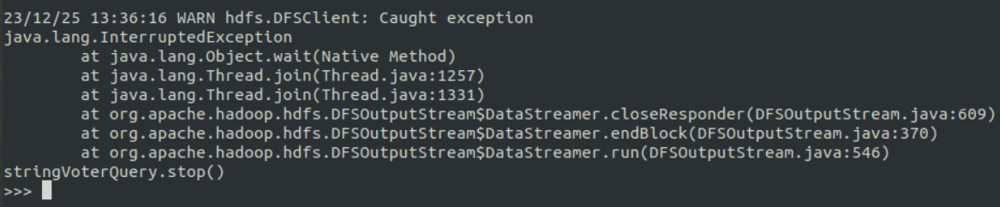 23/12/25 13:36:16 WARN hdfs.DFSClient: Caught exception
java.lang.InterruptedException
        at java.lang.Object.wait(Native Method)
        at java.lang.Thread.join(Thread.java:1257)
        at java.lang.Thread.join(Thread.java:1331)
        at org.apache.hadoop.hdfs.DFSOutputStream$DataStreamer.closeResponder(DFSOutputStream.java:609)
        at org.apache.hadoop.hdfs.DFSOutputStream$DataStreamer.endBlock(DFSOutputStream.java:370)
        at org.apache.hadoop.hdfs.DFSOutputStream$DataStreamer.run(DFSOutputStream.java:546)
stringVoterQuery.stop()
>>>